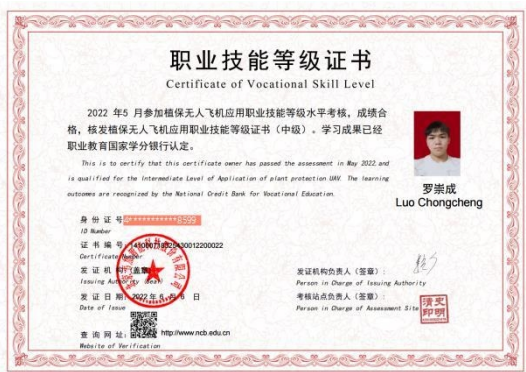 职业技能等级证书
Certificate of Vocational Skill Level
2022 年5 月参加植保无人飞机应用职业技能等级水平考核，成绩合
格，核发植保无人飞机应用职业技能等级证书（中级）。学习成果已经
职业教育国家学分银行认定。
This is to certify that this certificate owner has passed the assessment in May 2022 and
is qualified for the Intermediate Level of Application of plant protection UAV. The learning
outcomes are recognized by the National Credit Bank for Vocational Education.
罗崇成
Luo Chongcheng
身 份 证 号
8599
ID Number
证 书 编 号
Certificate Number
发 证 机 构（盖章）
Issuing Authority (Seal)
发 证 日 期 2022 年 6 月 6 日
Date of Issue
查 询 网 址: http://www.ncb.edu.cn
Website of Verification
发证机构负责人（签章）:
Person in Charge of Issuing Authority
考核站点负责人（签章）:
Person in Charge of Assessment Site
清史
印明